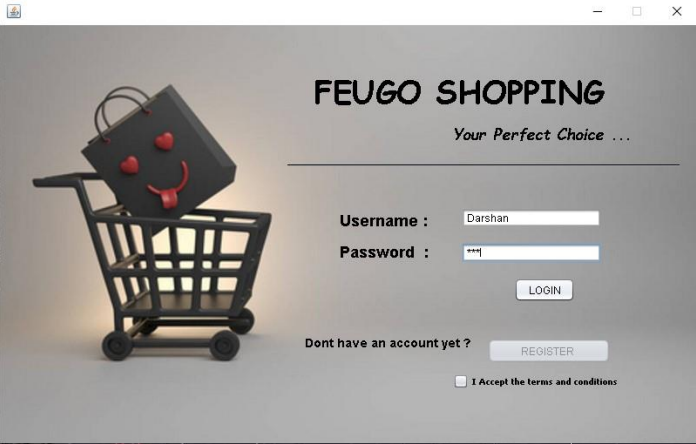 FEUGO SHOPPING
Your Perfect Choice ...
Username : Darshan
Password : ***
LOGIN
Dont have an account yet ? REGISTER
I Accept the terms and conditions